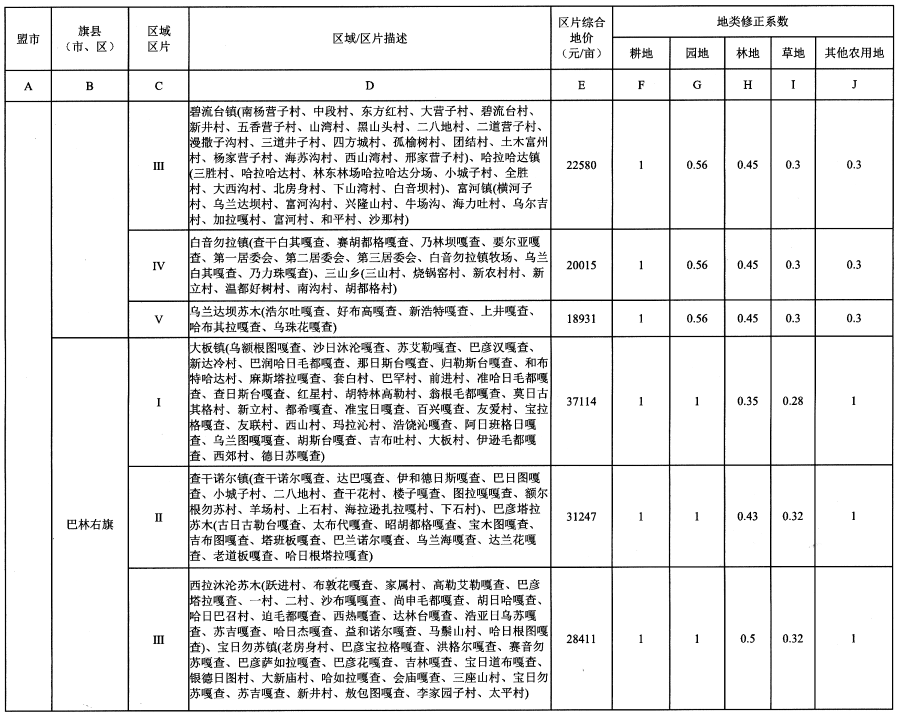 盟市
旗县
（市、区）
区域
区片
区域/区片描述
区片综合
地价
（元/亩）
地类修正系数
耕地
园地
林地
草地
其他农用地
A
B
C
D
E
F
G
H
I
J
III
碧流台镇(南杨营子村、中段村、东方红村、大营子村、碧流台村、
新井村、五香营子村、山湾村、黑山头村、二八地村、二道营子村、
漫撒子沟村、三道井子村、四方城村、孤榆树村、团结村、土木富州
村、杨家营子村、海苏沟村、西山湾村、邢家营子村)、哈拉哈达镇
(三胜村、哈拉哈达村、林东林场哈拉哈达分场、小城子村、全胜
村、大西沟村、北房身村、下山湾村、白音坝村)、富河镇(横河子
村、乌兰达坝村、富河沟村、兴隆山村、牛场沟、海力吐村、乌尔吉
村、加拉嘎村、富河村、和平村、沙那村)
22580
1
0.56
0.45
0.3
0.3
IV
白音勿拉镇(查干白其嘎查、赛胡都格嘎查、乃林坝嘎查、要尔亚嘎
查、第一居委会、第二居委会、第三居委会、白音勿拉镇牧场、乌兰
白其嘎查、乃力珠嘎查)、三山乡(三山村、烧锅窑村、新农村村、新
立村、温都好树村、南沟村、胡都格村)
20015
1
0.56
0.45
0.3
0.3
V
乌兰达坝苏木(浩尔吐嘎查、好布高嘎查、新浩特嘎查、上井嘎查、
哈布其拉嘎查、乌珠花嘎查)
18931
1
0.56
0.45
0.3
0.3
巴林右旗
I
大板镇(乌额根图嘎查、沙日沐沦嘎查、苏艾勒嘎查、巴彦汉嘎查、
新达冷村、巴润哈日毛都嘎查、那日斯台嘎查、归勒斯台嘎查、和布
特哈达村、麻斯塔拉嘎查、套白村、巴罕村、前进村、准哈日毛都嘎
查、查日斯台嘎查、红星村、胡特林高勒村、翁根毛都嘎查、莫日古
其格村、新立村、都希嘎查、准宝日嘎查、百兴嘎查、友爱村、宝拉
格嘎查、友联村、西山村、玛拉沁村、浩饶沁嘎查、阿日班格日嘎
查、乌兰图嘎嘎查、胡斯台嘎查、吉布吐村、大板村、伊逊毛都嘎
查、西郊村、德日苏嘎查)
37114
1
1
0.35
0.28
1
II
查干诺尔镇(查干诺尔嘎查、达巴嘎查、伊和德日斯嘎查、巴日图嘎
查、小城子村、二八地村、查干花村、楼子嘎查、图拉嘎嘎查、额尔
根勿苏村、羊场村、上石村、海拉逊扎拉嘎村、下石村)、巴彦塔拉
苏木(古日古勒台嘎查、太布代嘎查、昭胡都格嘎查、宝木图嘎查、
吉布图嘎查、塔班板嘎查、巴兰诺尔嘎查、乌兰海嘎查、达兰花嘎
查、老道板嘎查、哈日根塔拉嘎查)
31247
1
1
0.43
0.32
1
III
西拉沐沦苏木(跃进村、布敦花嘎查、家属村、高勒艾勒嘎查、巴彦
塔拉嘎查、一村、二村、沙布嘎嘎查、尚申毛都嘎查、胡日哈嘎查、
哈日巴召村、迫毛都嘎查、西热嘎查、达林台嘎查、浩亚日乌苏嘎
查、苏吉嘎查、哈日杰嘎查、益和诺尔嘎查、马鬃山村、哈日根图嘎
查)、宝日勿苏镇(老房身村、巴彦宝拉格嘎查、洪格尔嘎查、赛音勿
苏嘎查、巴彦萨如拉嘎查、巴彦花嘎查、吉林嘎查、宝日道布嘎查、
银德日图村、大新庙村、哈如拉嘎查、会庙嘎查、三座山村、宝日勿
苏嘎查、苏吉嘎查、新井村、敖包图嘎查、李家园子村、太平村)
28411
1
1
0.5
0.32
1